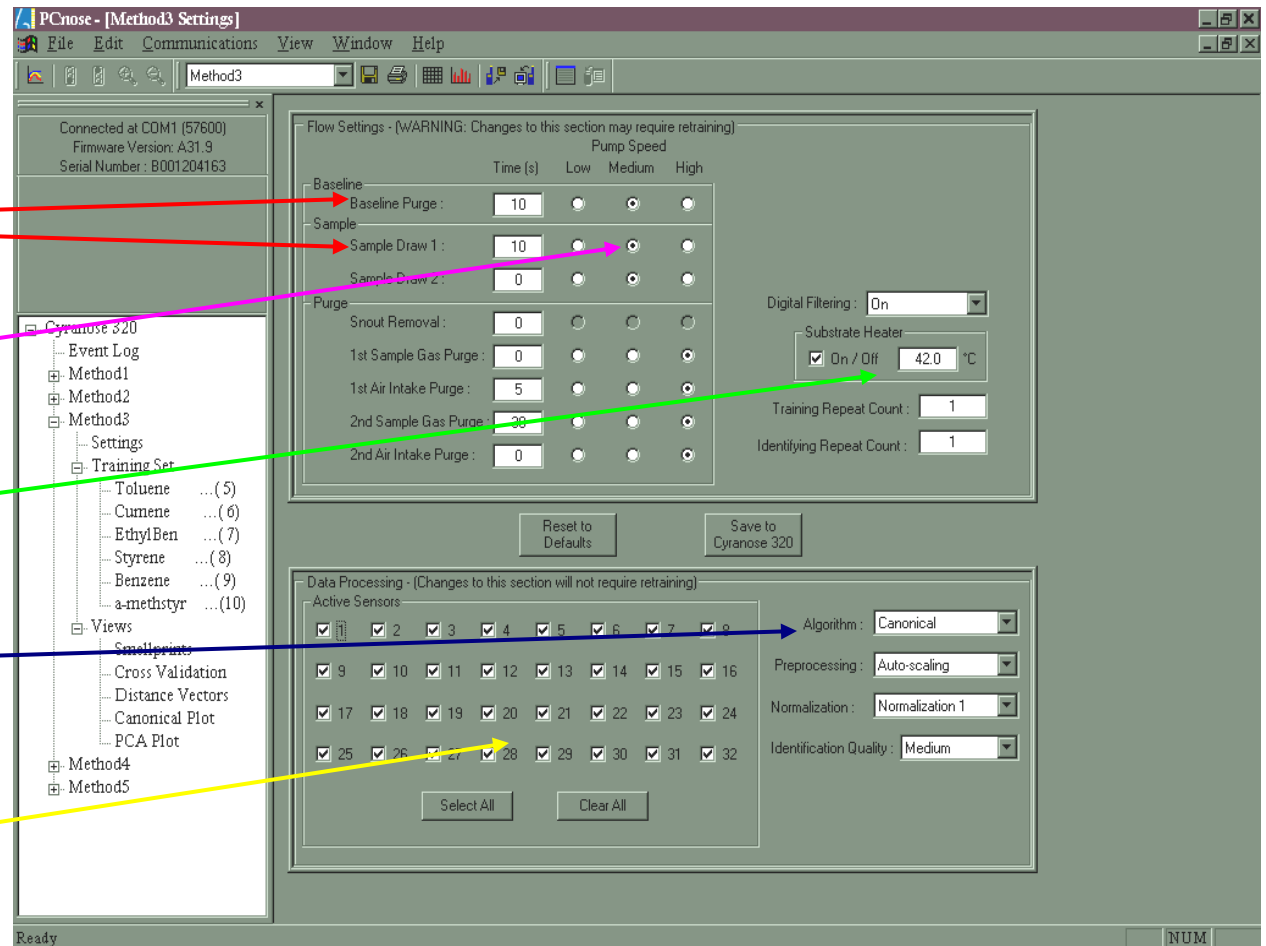 PCnose - [Method3 Settings]
File Edit Communications View Window Help
Method3
Connected at COM1 (57600)
Firmware Version: A31.9
Serial Number : B001204163
Cyranose 320
Event Log
Method1
Method2
Method3
Settings
Training Set
Toluene ...( 5)
Cumene ...( 6)
EthylBen ...( 7)
Styrene ...( 8)
Benzene ...( 9)
a-methstyr ...(10)
Views
Smellprints
Cross Validation
Distance Vectors
Canonical Plot
PCA Plot
Method4
Method5
Flow Settings - (WARNING: Changes to this section may require retraining)
Pump Speed
Time (s) Low Medium High
Baseline
Baseline Purge : 10
Sample
Sample Draw 1 : 10
Sample Draw 2 : 0
Purge
Snout Removal : 0
1st Sample Gas Purge : 0
1st Air Intake Purge : 5
2nd Sample Gas Purge : 30
2nd Air Intake Purge : 0
Digital Filtering : On
Substrate Heater
On / Off 42.0 °C
Training Repeat Count : 1
Identifying Repeat Count : 1
Reset to
Defaults
Save to
Cyranose 320
Data Processing - (Changes to this section will not require retraining)
Active Sensors
1 2 3 4 5 6 7 8
9 10 11 12 13 14 15 16
17 18 19 20 21 22 23 24
25 26 27 28 29 30 31 32
Select All Clear All
Algorithm : Canonical
Preprocessing : Auto-scaling
Normalization : Normalization 1
Identification Quality : Medium
Ready
NUM